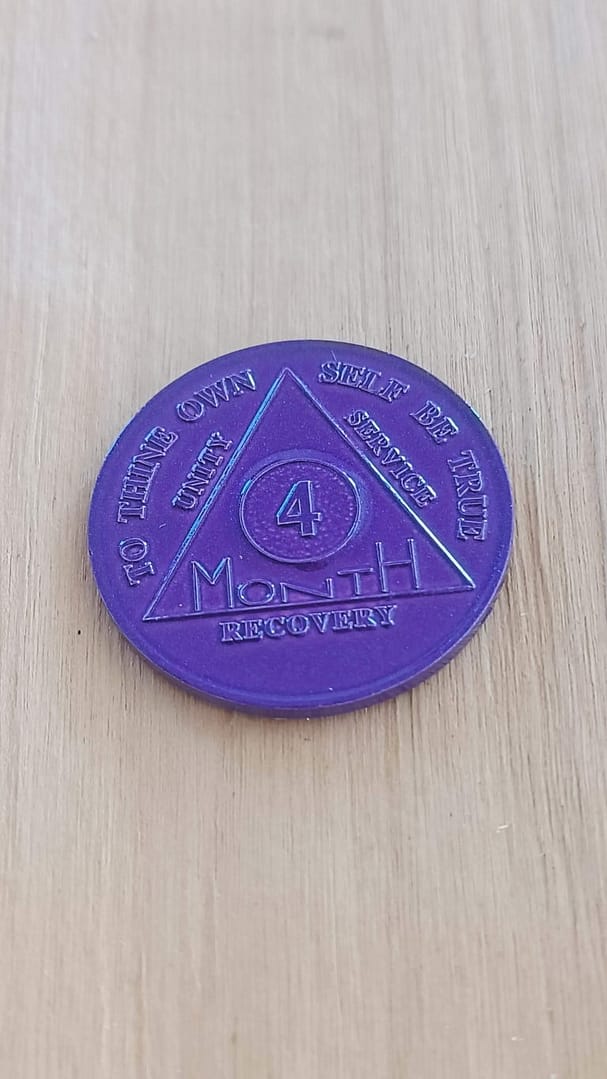 TO THINE OWN SELF BE TRUE
UNITY
SERVICE
4
MONTH
RECOVERY